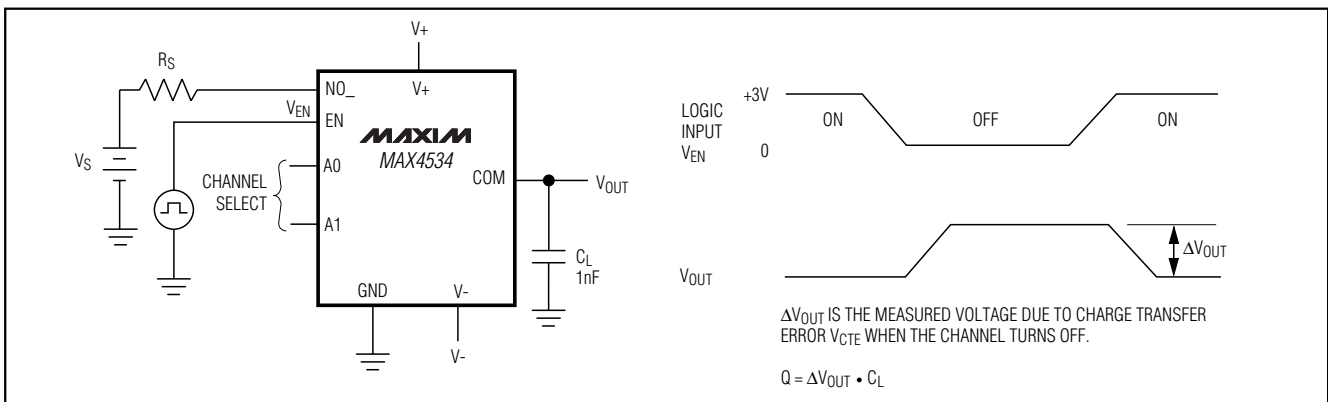 V+
RS
NO_
V+
VEN
EN
MAXIM
MAX4534
VS
A0
CHANNEL
SELECT
COM
VOUT
A1
CL
1nF
GND
V-
V-
LOGIC
INPUT
VEN
+3V
0
ON
OFF
ON
VOUT
ΔVOUT
ΔVOUT IS THE MEASURED VOLTAGE DUE TO CHARGE TRANSFER
ERROR VCTE WHEN THE CHANNEL TURNS OFF.
Q = ΔVOUT • CL